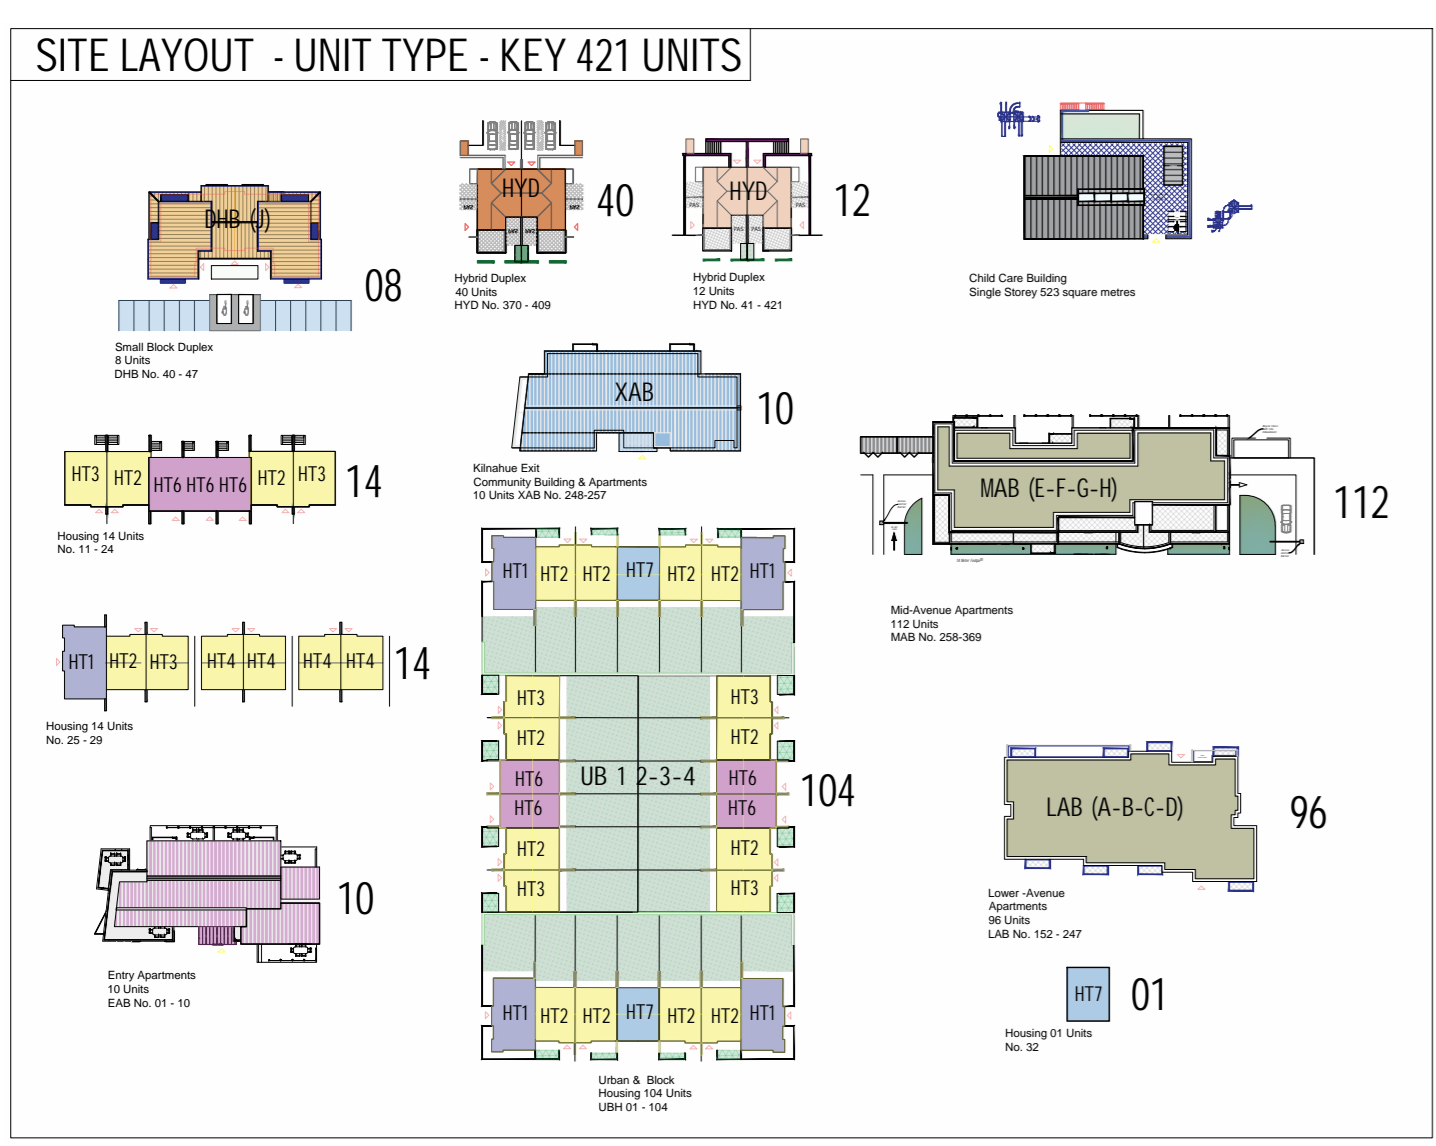 SITE LAYOUT - UNIT TYPE - KEY 421 UNITS
DHB (J)
08
Small Block Duplex
8 Units
DHB No. 40 - 47
HYD
40
Hybrid Duplex
40 Units
HYD No. 370 - 409
HYD
PAS
PAS
PAS
PAS
12
Hybrid Duplex
12 Units
HYD No. 41 - 421
Child Care Building
Single Storey 523 square metres
HT3 HT2 HT6 HT6 HT6 HT2 HT3
14
Housing 14 Units
No. 11 - 24
XAB
10
Kilnahue Exit
Community Building & Apartments
10 Units XAB No. 248-257
MAB (E-F-G-H)
112
Mid-Avenue Apartments
112 Units
MAB No. 258-369
HT1 HT2 HT3 HT4 HT4 HT4 HT4
14
Housing 14 Units
No. 25 - 29
HT1 HT2 HT2 HT7 HT2 HT2 HT1
HT3 HT3
HT2 HT2
HT6 UB 1 2-3-4 HT6
HT6 HT6
HT2 HT2
HT3 HT3
HT1 HT2 HT2 HT7 HT2 HT2 HT1
104
Urban & Block
Housing 104 Units
UBH 01 - 104
10
Entry Apartments
10 Units
EAB No. 01 - 10
LAB (A-B-C-D)
96
Lower -Avenue
Apartments
96 Units
LAB No. 152 - 247
HT7
01
Housing 01 Units
No. 32